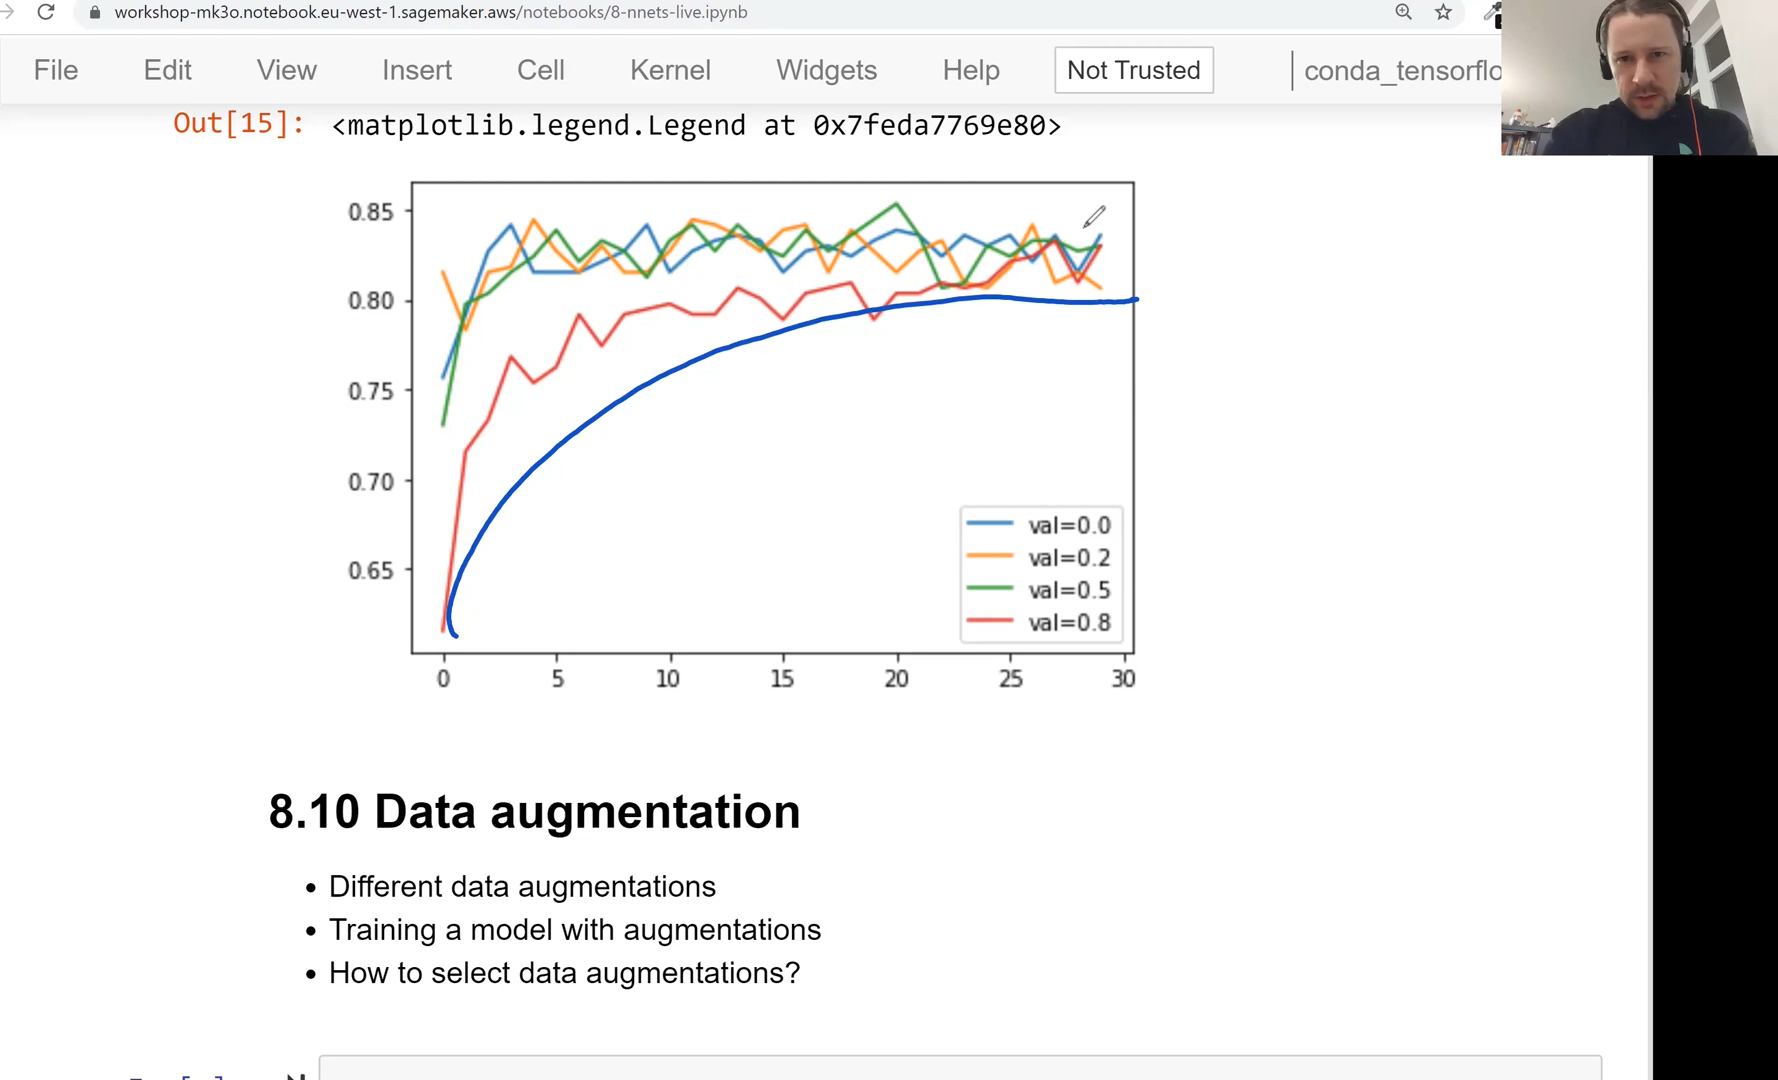 workshop-mk3o.notebook.eu-west-1.sagemaker.aws/notebooks/8-nnets-live.ipynb
File Edit View Insert Cell Kernel Widgets Help Not Trusted conda_tensorflo
Out[15]: <matplotlib.legend.Legend at 0x7feda7769e80>
0.85
0.80
0.75
0.70
0.65
val=0.0
val=0.2
val=0.5
val=0.8
0 5 10 15 20 25 30
8.10 Data augmentation
• Different data augmentations
• Training a model with augmentations
• How to select data augmentations?